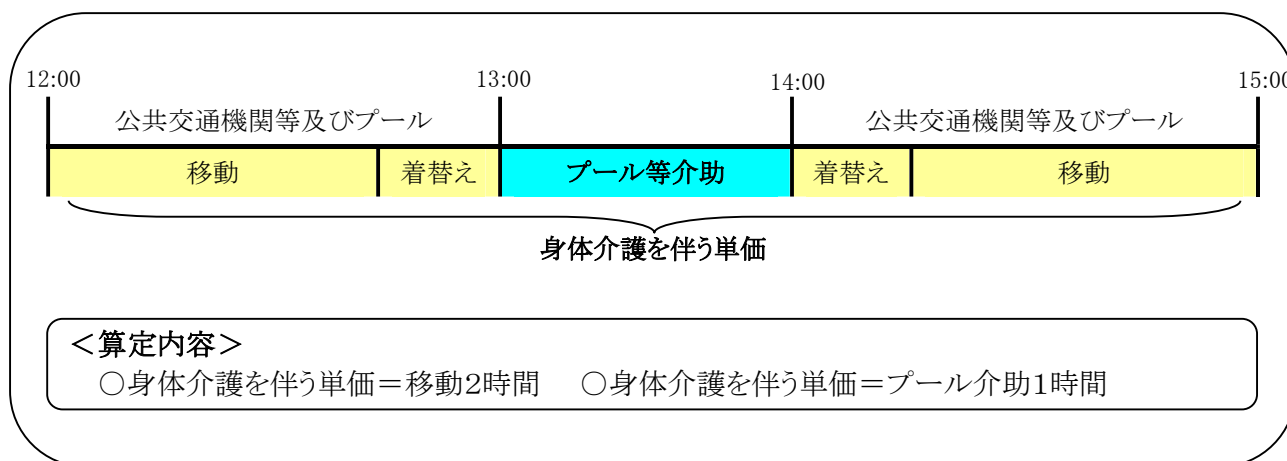 12:00 13:00 14:00 15:00
公共交通機関等及びプール 公共交通機関等及びプール
移動 着替え プール等介助 着替え 移動
身体介護を伴う単価
＜算定内容＞
○身体介護を伴う単価＝移動２時間 ○身体介護を伴う単価＝プール介助１時間